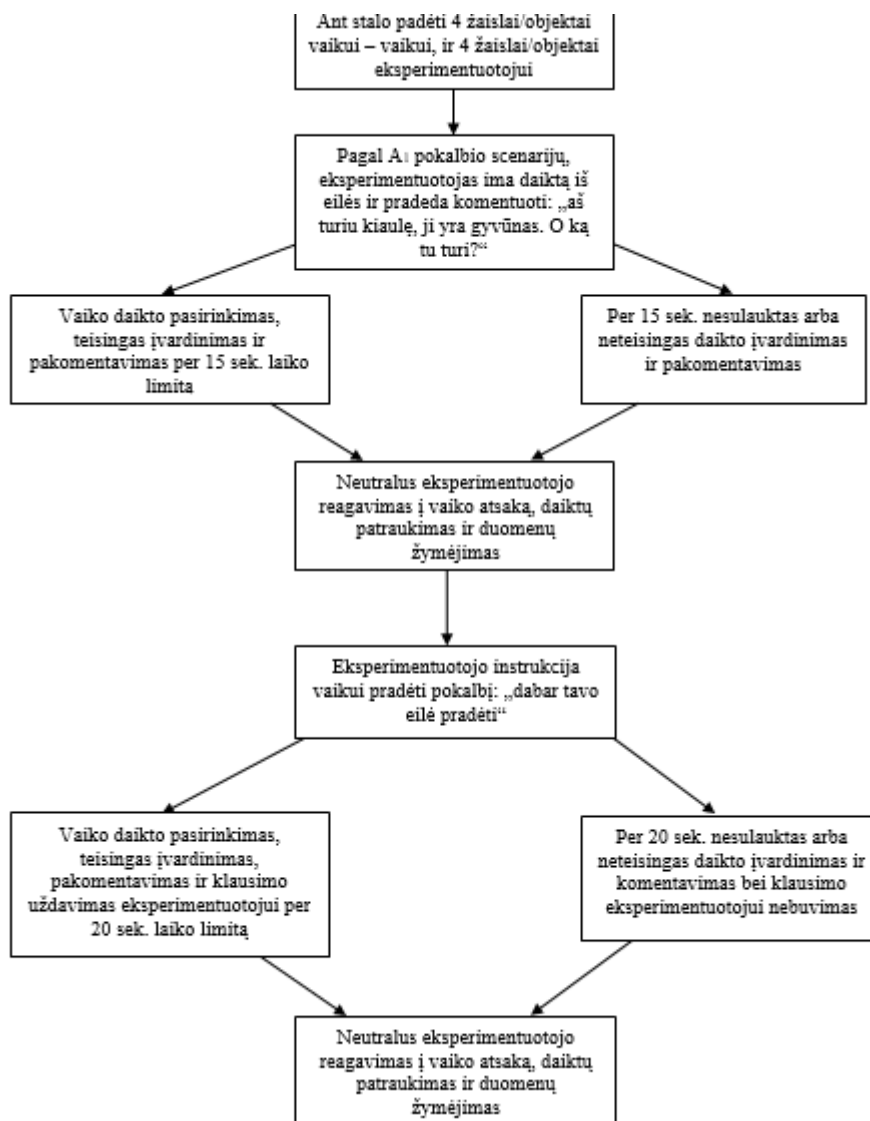 Ant stalo padėti 4 žaislai/objektai
vaikui – vaikui, ir 4 žaislai/objektai
eksperimentuotojui
Pagal A₁ pokalbio scenarijų,
eksperimentuotojas ima daiktą iš
eilės ir pradeda komentuoti: „aš
turiu kiaulę, ji yra gyvūnas. O ką
tu turi?“
Vaiko daikto pasirinkimas,
teisingas įvardinimas ir
pakomentavimas per 15 sek. laiko
limitą
Per 15 sek. nesulauktas arba
neteisingas daikto įvardinimas
ir pakomentavimas
Neutralus eksperimentuotojo
reagavimas į vaiko atsaką, daiktų
patraukimas ir duomenų
žymėjimas
Eksperimentuotojo instrukcija
vaikui pradėti pokalbį: „dabar tavo
eilė pradėti“
Vaiko daikto pasirinkimas,
teisingas įvardinimas,
pakomentavimas ir klausimo
uždavimas eksperimentuotojui per
20 sek. laiko limitą
Per 20 sek. nesulauktas arba
neteisingas daikto įvardinimas ir
komentavimas bei klausimo
eksperimentuotojui nebuvimas
Neutralus eksperimentuotojo
reagavimas į vaiko atsaką, daiktų
patraukimas ir duomenų
žymėjimas